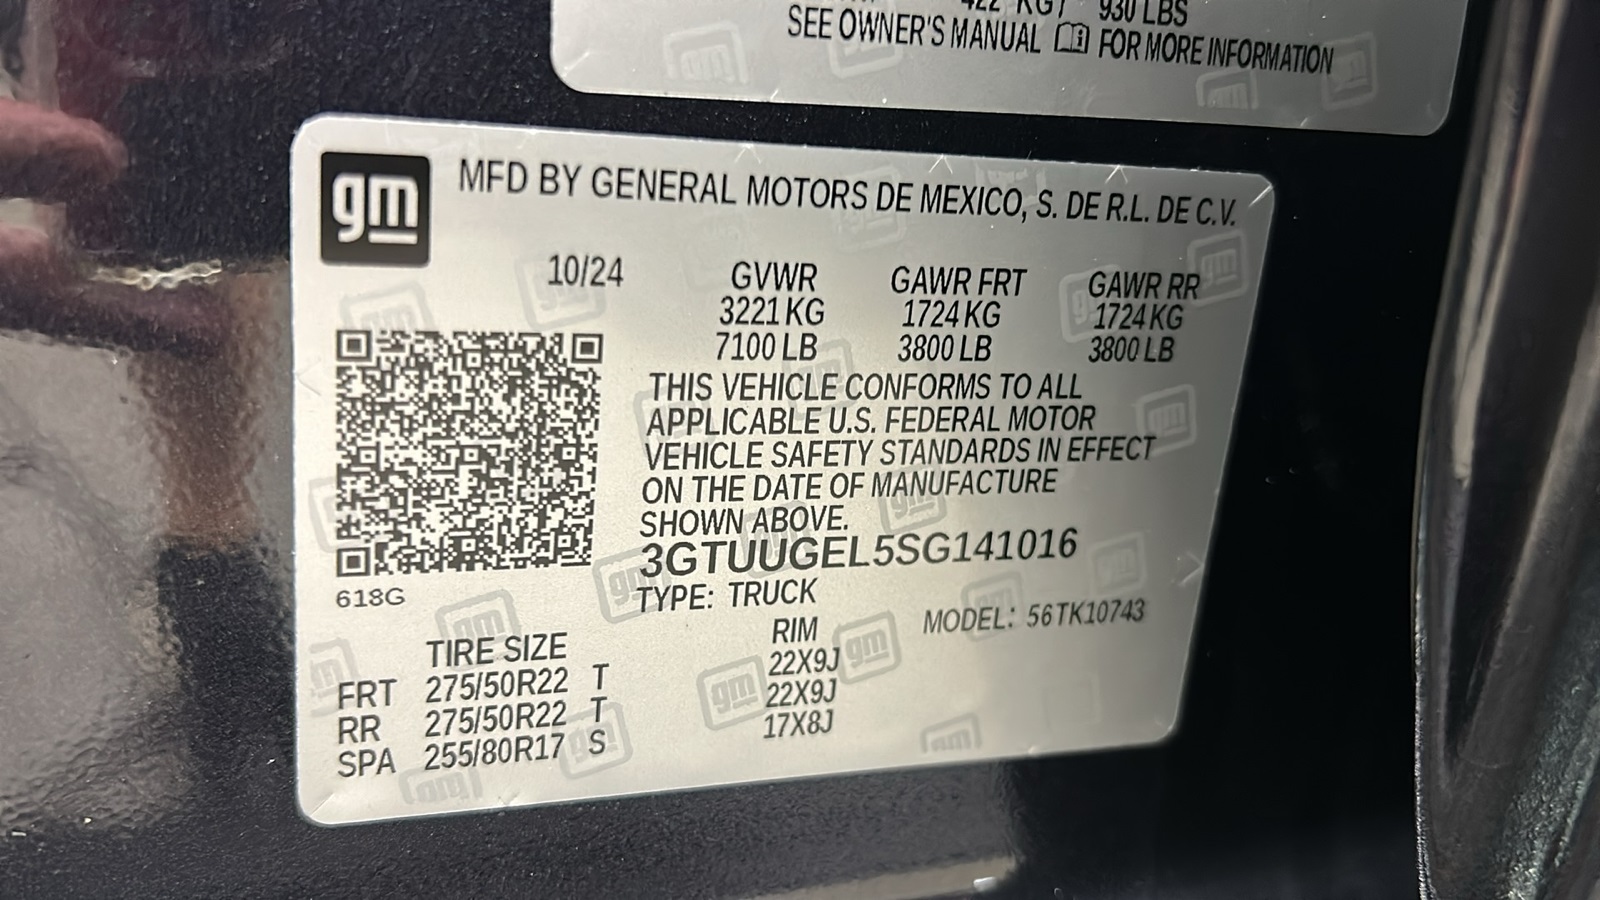 422 KG / 930 LBS
SEE OWNER'S MANUAL FOR MORE INFORMATION
gm
MFD BY GENERAL MOTORS DE MEXICO, S. DE R.L. DE C.V.
10/24 GVWR GAWR FRT GAWR RR
3221 KG 1724 KG 1724 KG
7100 LB 3800 LB 3800 LB
THIS VEHICLE CONFORMS TO ALL
APPLICABLE U.S. FEDERAL MOTOR
VEHICLE SAFETY STANDARDS IN EFFECT
ON THE DATE OF MANUFACTURE
SHOWN ABOVE.
3GTUUGEL5SG141016
618G
TYPE: TRUCK
MODEL: 56TK10743
TIRE SIZE RIM
FRT 275/50R22 T 22X9J
RR 275/50R22 T 22X9J
SPA 255/80R17 S 17X8J